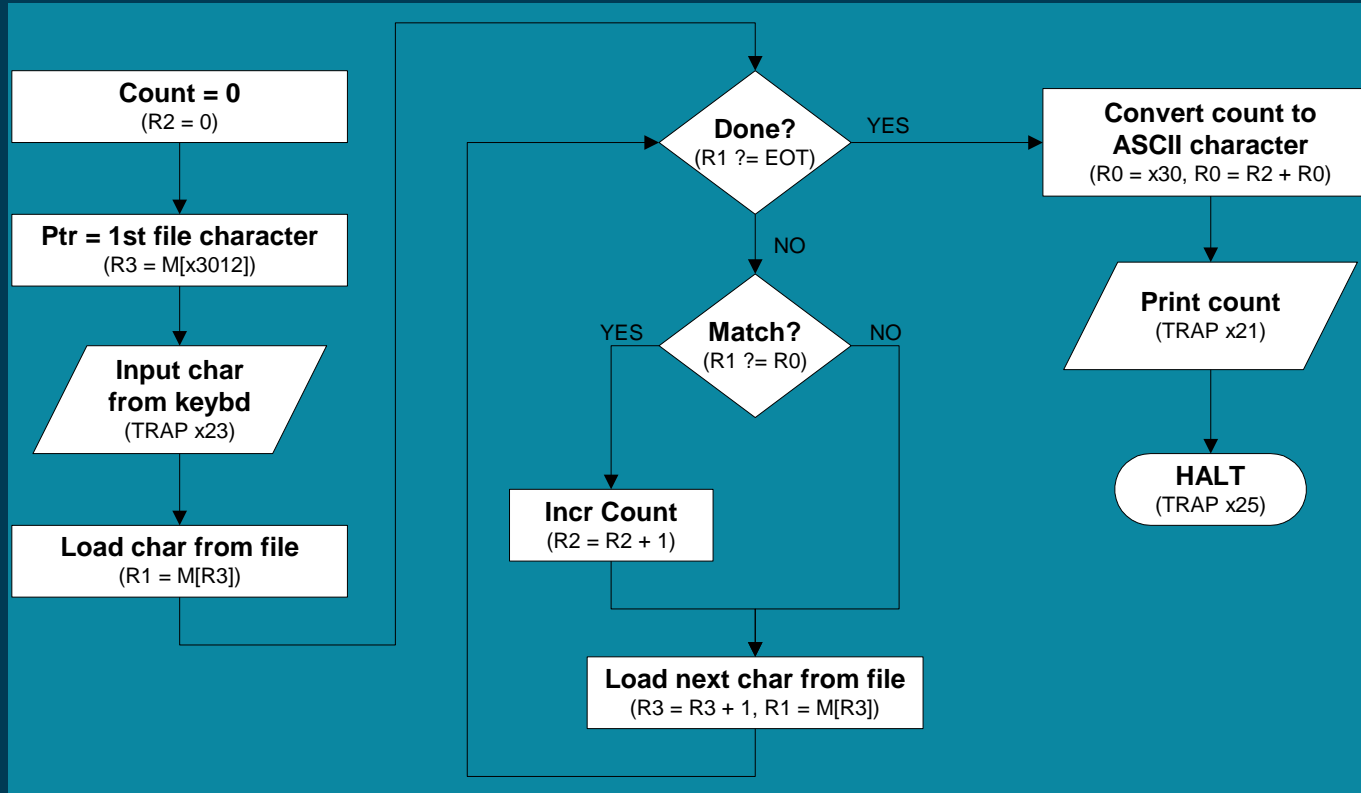 Count = 0
(R2 = 0)
Ptr = 1st file character
(R3 = M[x3012])
Input char
from keybd
(TRAP x23)
Load char from file
(R1 = M[R3])
Done?
(R1 ?= EOT)
YES
NO
Match?
(R1 ?= R0)
YES
NO
Incr Count
(R2 = R2 + 1)
Load next char from file
(R3 = R3 + 1, R1 = M[R3])
Convert count to
ASCII character
(R0 = x30, R0 = R2 + R0)
Print count
(TRAP x21)
HALT
(TRAP x25)